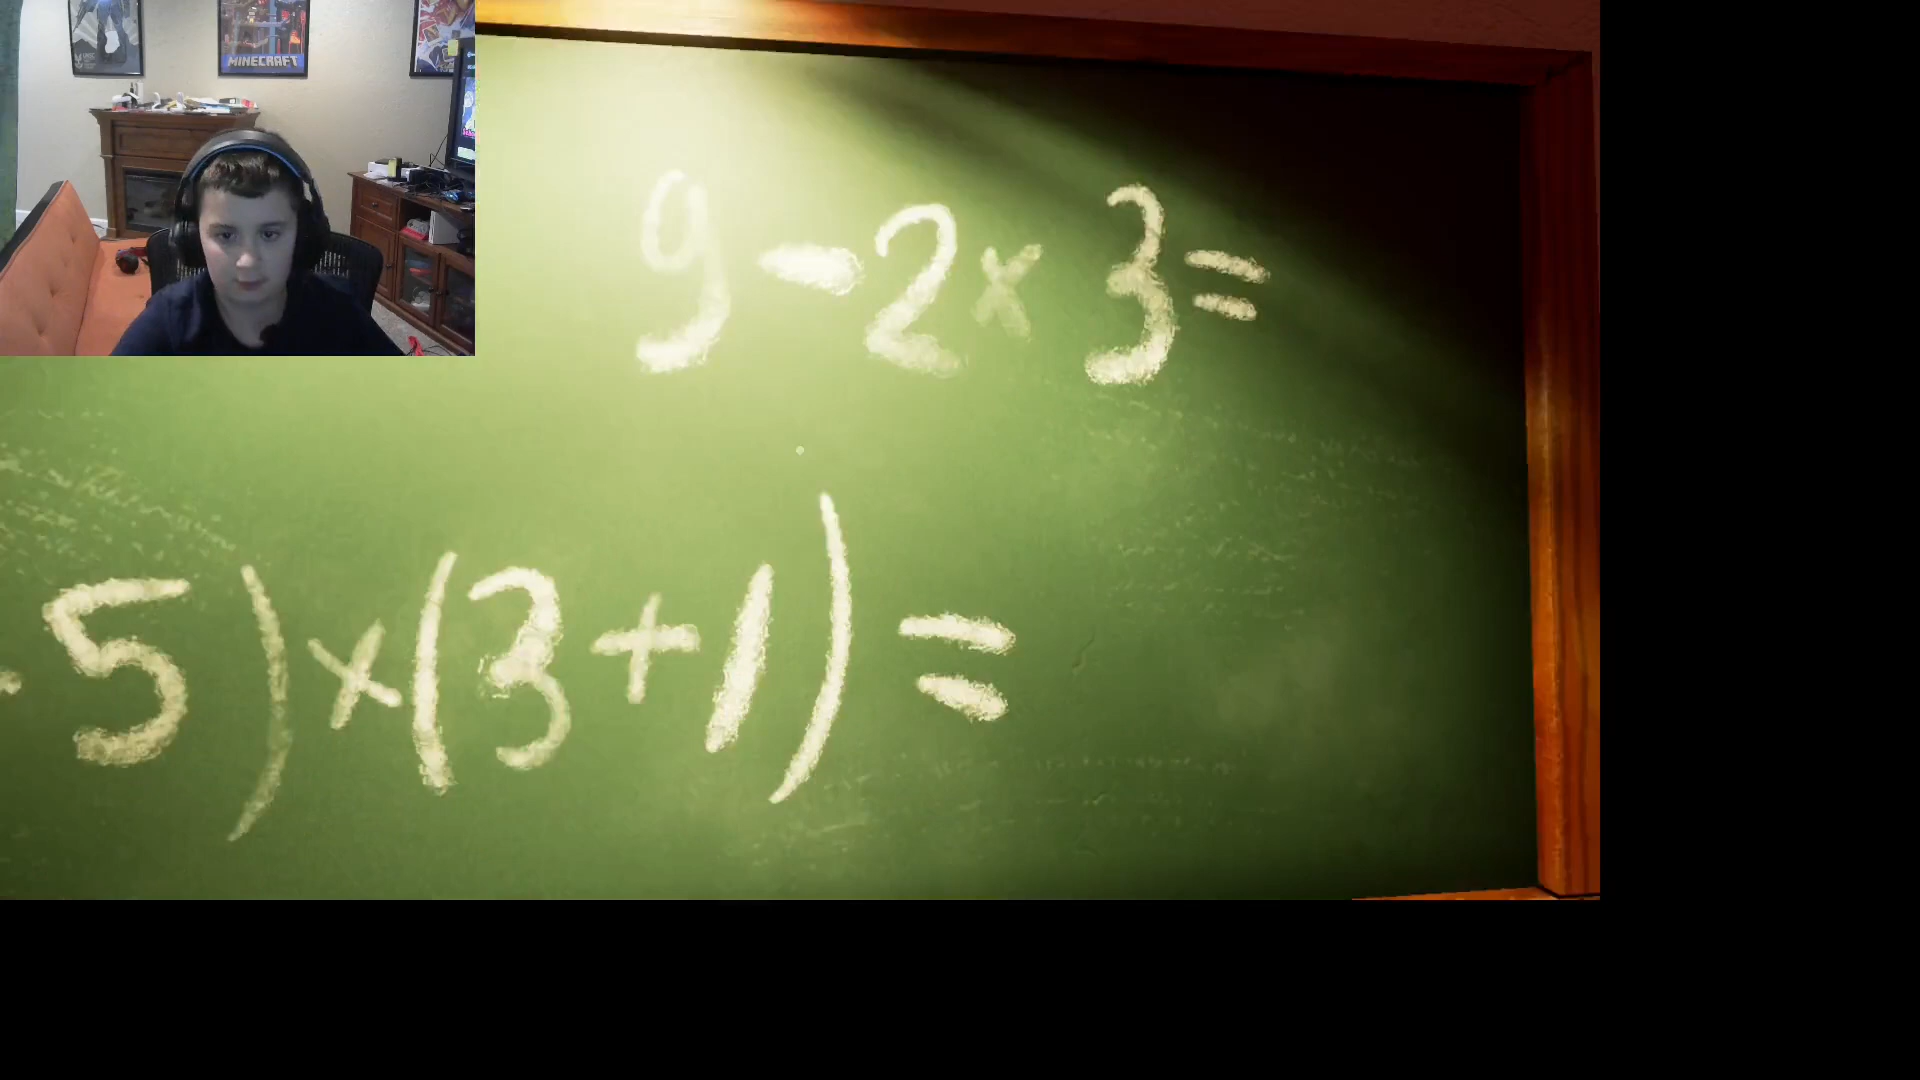 MINECRAFT
9-2x3=
5)x(3+1)=